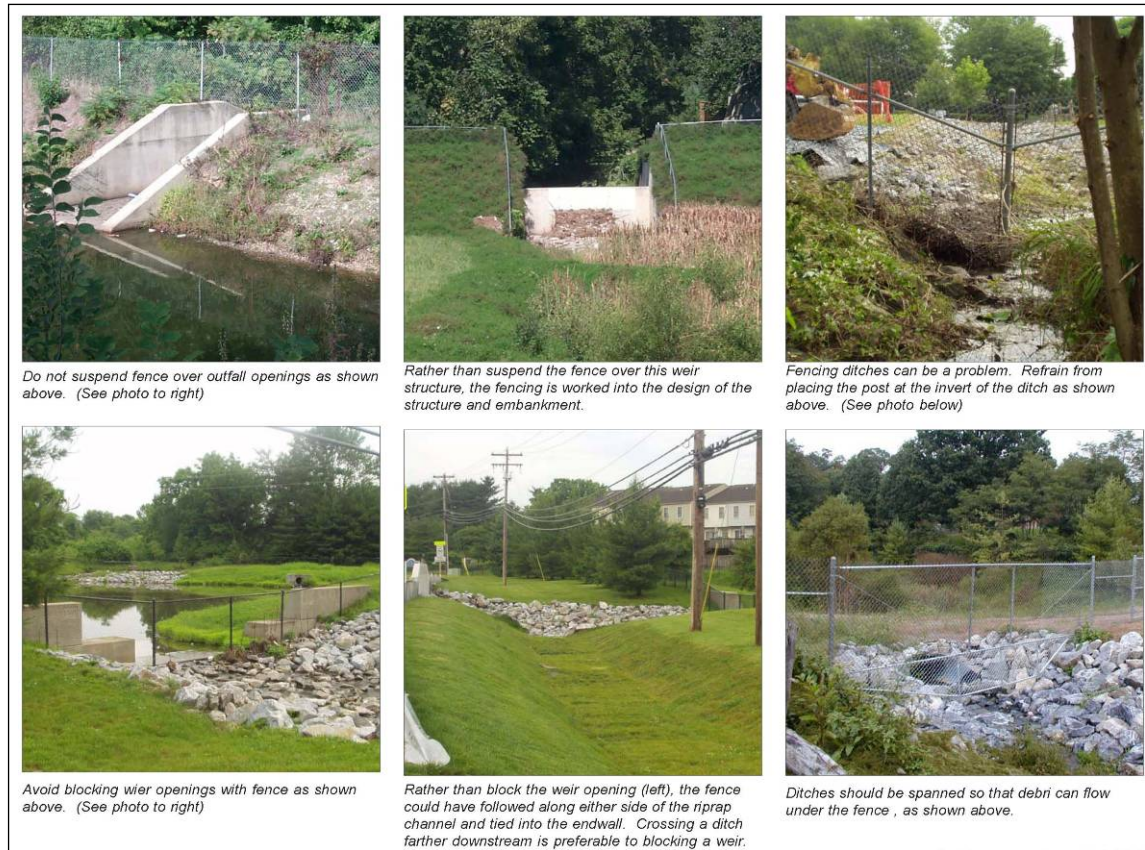 Do not suspend fence over outfall openings as shown
above. (See photo to right)
Rather than suspend the fence over this weir
structure, the fencing is worked into the design of the
structure and embankment.
Fencing ditches can be a problem. Refrain from
placing the post at the invert of the ditch as shown
above. (See photo below)
Avoid blocking wier openings with fence as shown
above. (See photo to right)
Rather than block the weir opening (left), the fence
could have followed along either side of the riprap
channel and tied into the endwall. Crossing a ditch
farther downstream is preferable to blocking a weir.
Ditches should be spanned so that debri can flow
under the fence , as shown above.